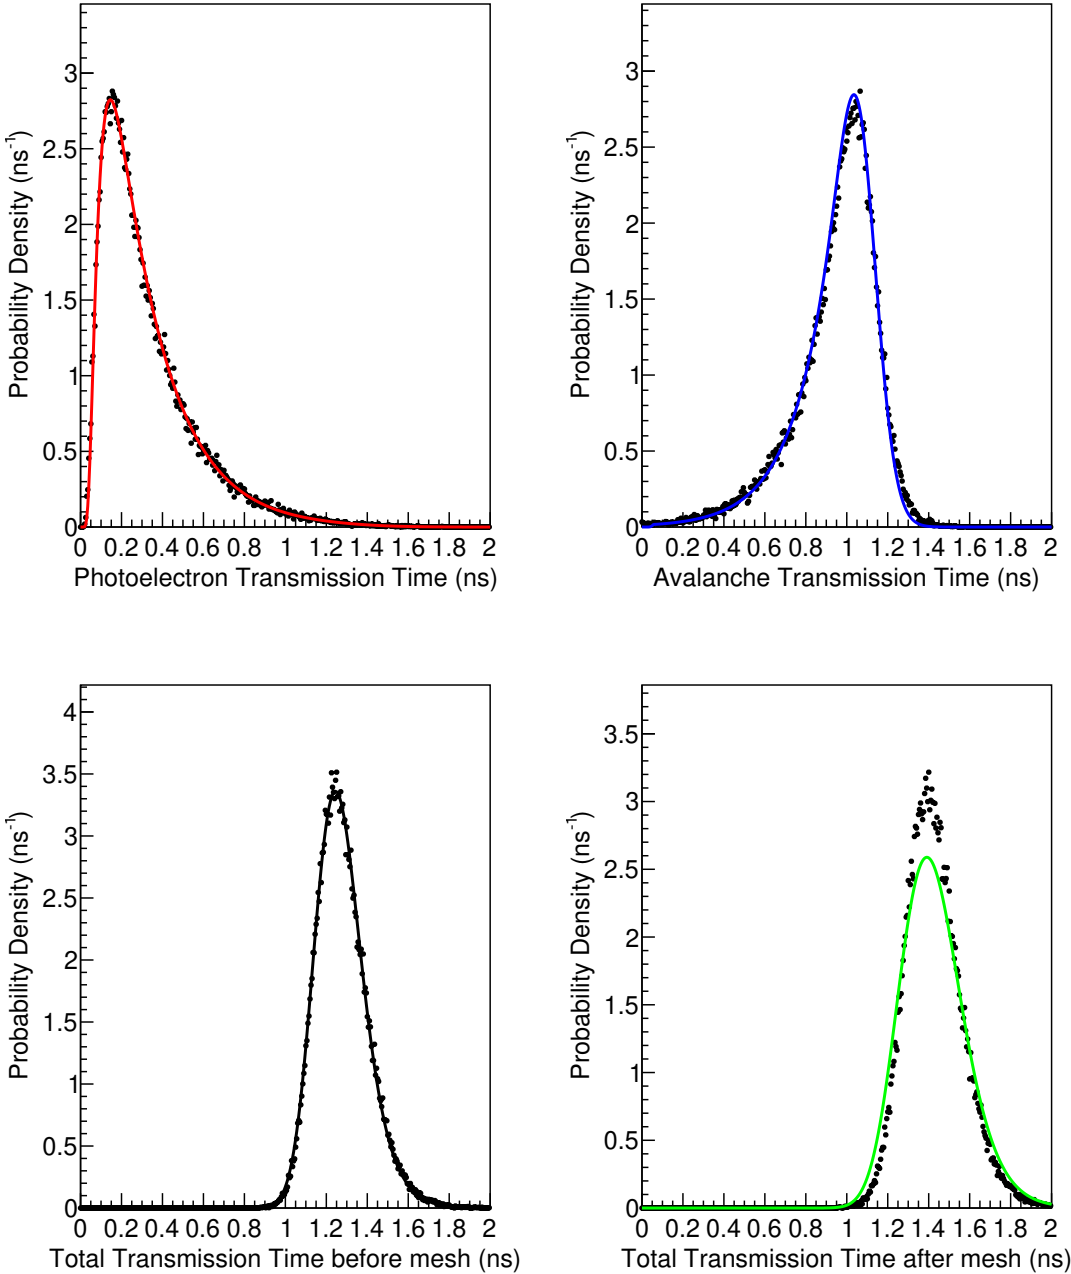 Probability Density (ns⁻¹)
3
2.5
2
1.5
1
0.5
0
0 0.2 0.4 0.6 0.8 1 1.2 1.4 1.6 1.8 2
Photoelectron Transmission Time (ns)
Probability Density (ns⁻¹)
3
2.5
2
1.5
1
0.5
0
0 0.2 0.4 0.6 0.8 1 1.2 1.4 1.6 1.8 2
Avalanche Transmission Time (ns)
Probability Density (ns⁻¹)
4
3.5
3
2.5
2
1.5
1
0.5
0
0 0.2 0.4 0.6 0.8 1 1.2 1.4 1.6 1.8 2
Total Transmission Time before mesh (ns)
Probability Density (ns⁻¹)
3.5
3
2.5
2
1.5
1
0.5
0
0 0.2 0.4 0.6 0.8 1 1.2 1.4 1.6 1.8 2
Total Transmission Time after mesh (ns)